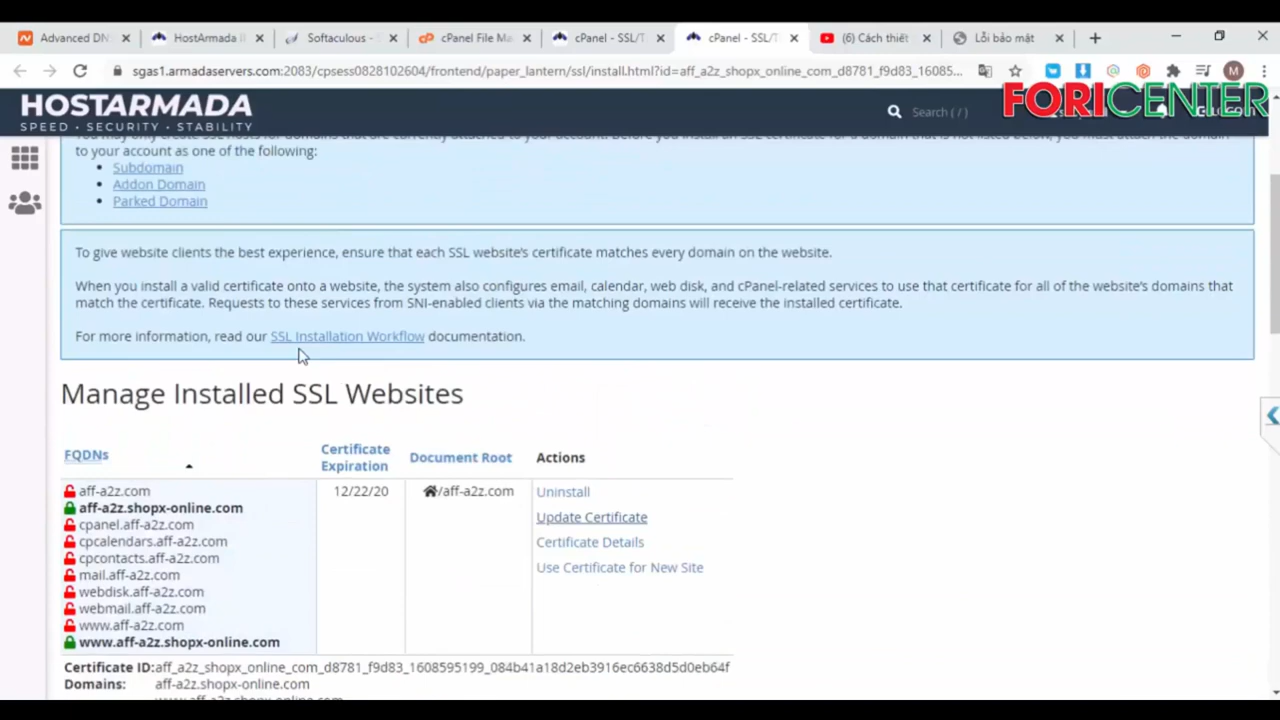 Advanced DN
HostArmada
Softaculous -
cPanel File Ma
cPanel - SSL/T
cPanel - SSL/T
(6) Cách thiết
Lỗi bảo mật
sgas1.armadaservers.com:2083/cpsess0828102604/frontend/paper_lantern/ssl/install.html?id=aff_a2z_shopx_online_com_d8781_f9d83_16085...
M
HOSTARMADA
SPEED · SECURITY · STABILITY
Search ( / )
FORICENTER
to your account as one of the following:
Subdomain
Addon Domain
Parked Domain
To give website clients the best experience, ensure that each SSL website's certificate matches every domain on the website.
When you install a valid certificate onto a website, the system also configures email, calendar, web disk, and cPanel-related services to use that certificate for all of the website's domains that
match the certificate. Requests to these services from SNI-enabled clients via the matching domains will receive the installed certificate.
For more information, read our SSL Installation Workflow documentation.
Manage Installed SSL Websites
FQDNs
Certificate
Expiration
Document Root
Actions
aff-a2z.com
12/22/20
/aff-a2z.com
Uninstall
aff-a2z.shopx-online.com
Update Certificate
cpanel.aff-a2z.com
cpcalendars.aff-a2z.com
Certificate Details
cpcontacts.aff-a2z.com
Use Certificate for New Site
mail.aff-a2z.com
webdisk.aff-a2z.com
webmail.aff-a2z.com
www.aff-a2z.com
www.aff-a2z.shopx-online.com
Certificate ID:aff_a2z_shopx_online_com_d8781_f9d83_1608595199_084b41a18d2eb3916ec6638d5d0eb64f
Domains: aff-a2z.shopx-online.com